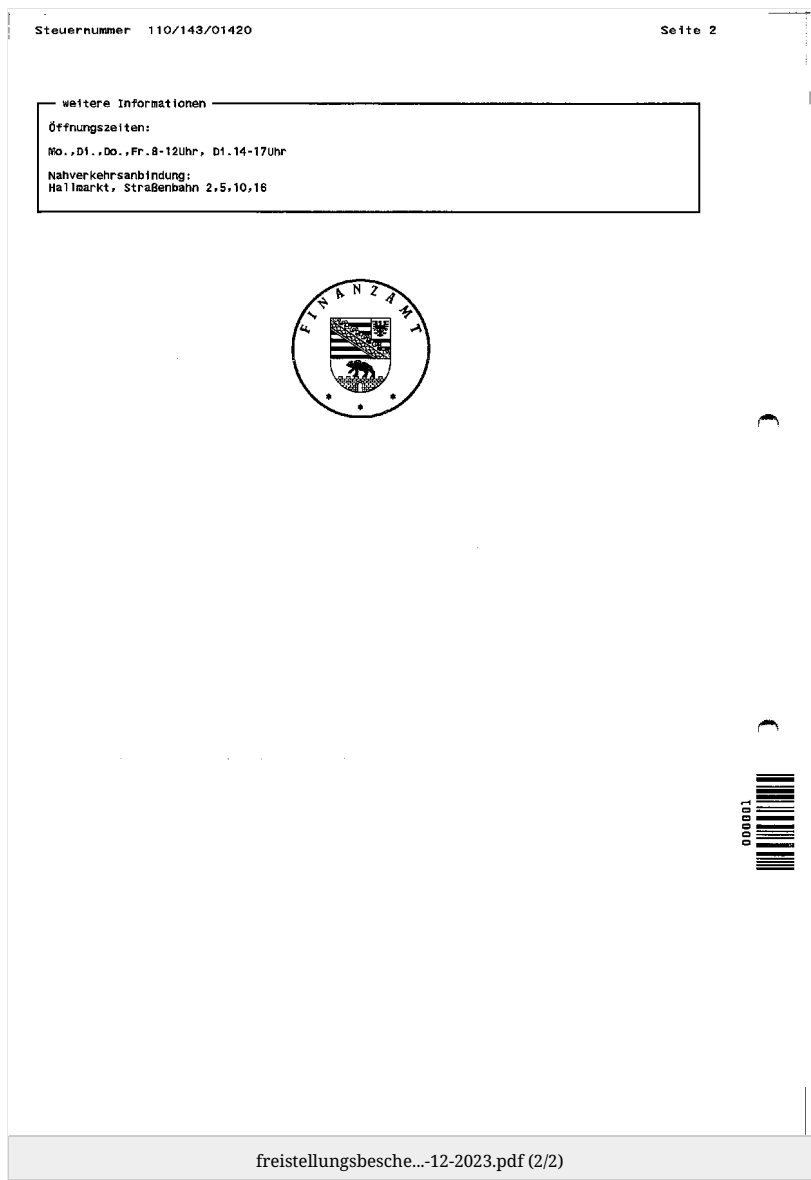 Steuernummer 110/143/01420 Seite 2
weitere Informationen
Öffnungszeiten:
Mo.,Di.,Do.,Fr.8-12Uhr, Di.14-17Uhr
Nahverkehrsanbindung:
Hallmarkt, Straßenbahn 2,5,10,16
FINANZAMT
000001
freistellungsbesche...-12-2023.pdf (2/2)